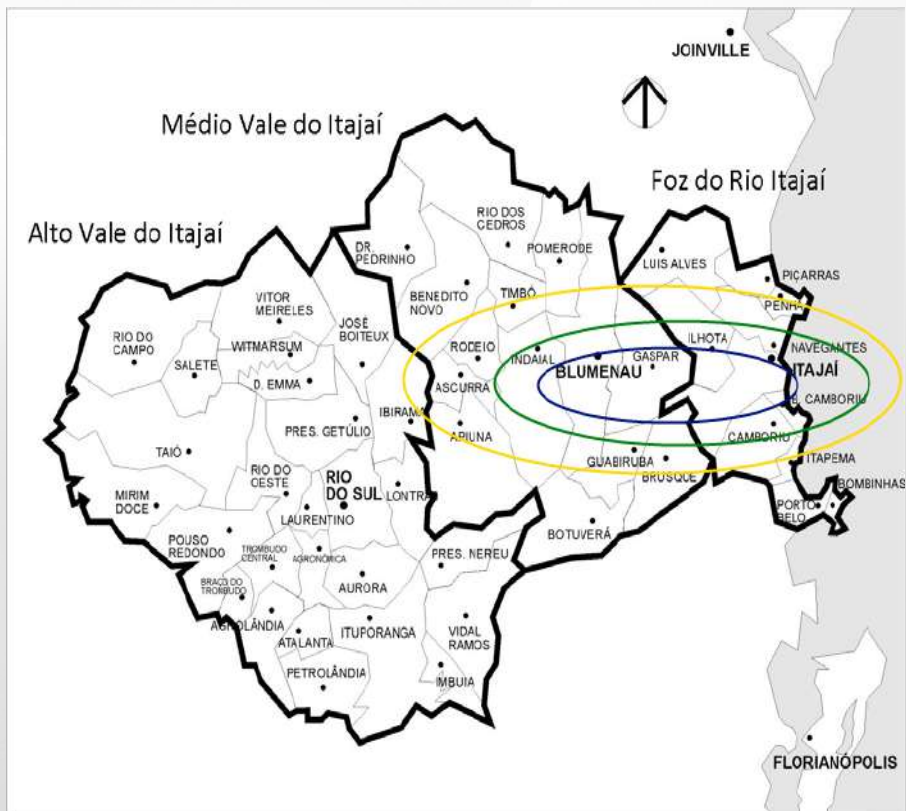 JOINVILLE
Médio Vale do Itajaí
Foz do Rio Itajaí
Alto Vale do Itajaí
RIO DOS
CEDROS
DR.
PEDRINHO
POMERODE
LUIS ALVES
PIÇARRAS
PENHA
BENEDITO
NOVO
TIMBÓ
VITOR
MEIRELES
JOSÉ
BOITEUX
RIO DO
CAMPO
SALETE
WITMARSUM
D. EMMA
RODEIO
INDAIAL
BLUMENAU
GASPAR
ILHOTA
NAVEGANTES
ITAJAÍ
ASCURRA
B. CAMBORIU
IBIRAMA
APIUNA
CAMBORIU
PRES. GETÚLIO
TAIÓ
GUABIRUBA
BRUSQUE
ITAPEMA
BOMBINHAS
RIO DO
OESTE
RIO
DO SUL
LONTRA
MIRIM
DOCE
LAURENTINO
PORTO
BELO
POUSO
REDONDO
TROMBUDO
CENTRAL
AGRONÔMICA
PRES. NEREU
BOTUVERÁ
BRAÇO DO
TROMBUDO
AURORA
AGROLÂNDIA
ATALANTA
ITUPORANGA
VIDAL
RAMOS
PETROLÂNDIA
IMBUIA
FLORIANÓPOLIS